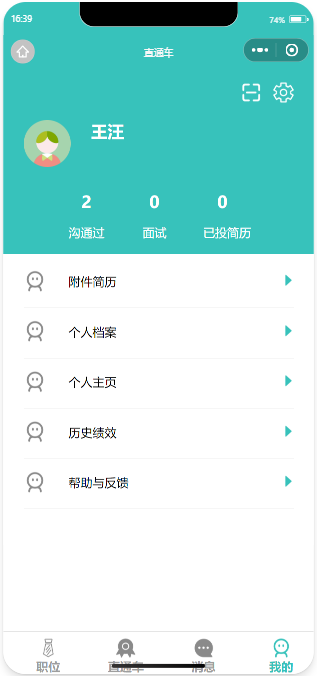 16:39
74%
直通车
王汪
2 0 0
沟通过 面试 已投简历
附件简历
个人档案
个人主页
历史绩效
帮助与反馈
职位 直通车 消息 我的